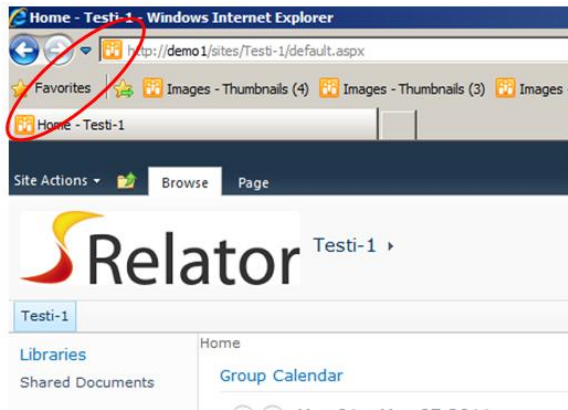 Home - Testi-1 - Windows Internet Explorer
http://demo1/sites/Testi-1/default.aspx
Favorites Images - Thumbnails (4) Images - Thumbnails (3) Images
Home - Testi-1
Site Actions Browse Page
Relator Testi-1
Testi-1
Libraries
Home
Shared Documents
Group Calendar